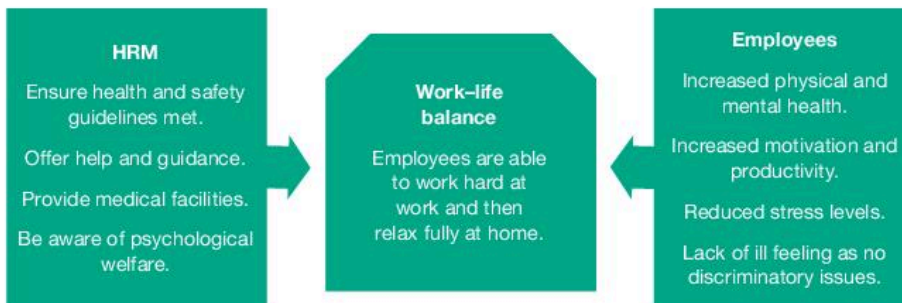 HRM
Ensure health and safety
guidelines met.
Offer help and guidance.
Provide medical facilities.
Be aware of psychological
welfare.
Work–life
balance
Employees are able
to work hard at
work and then
relax fully at home.
Employees
Increased physical and
mental health.
Increased motivation and
productivity.
Reduced stress levels.
Lack of ill feeling as no
discriminatory issues.